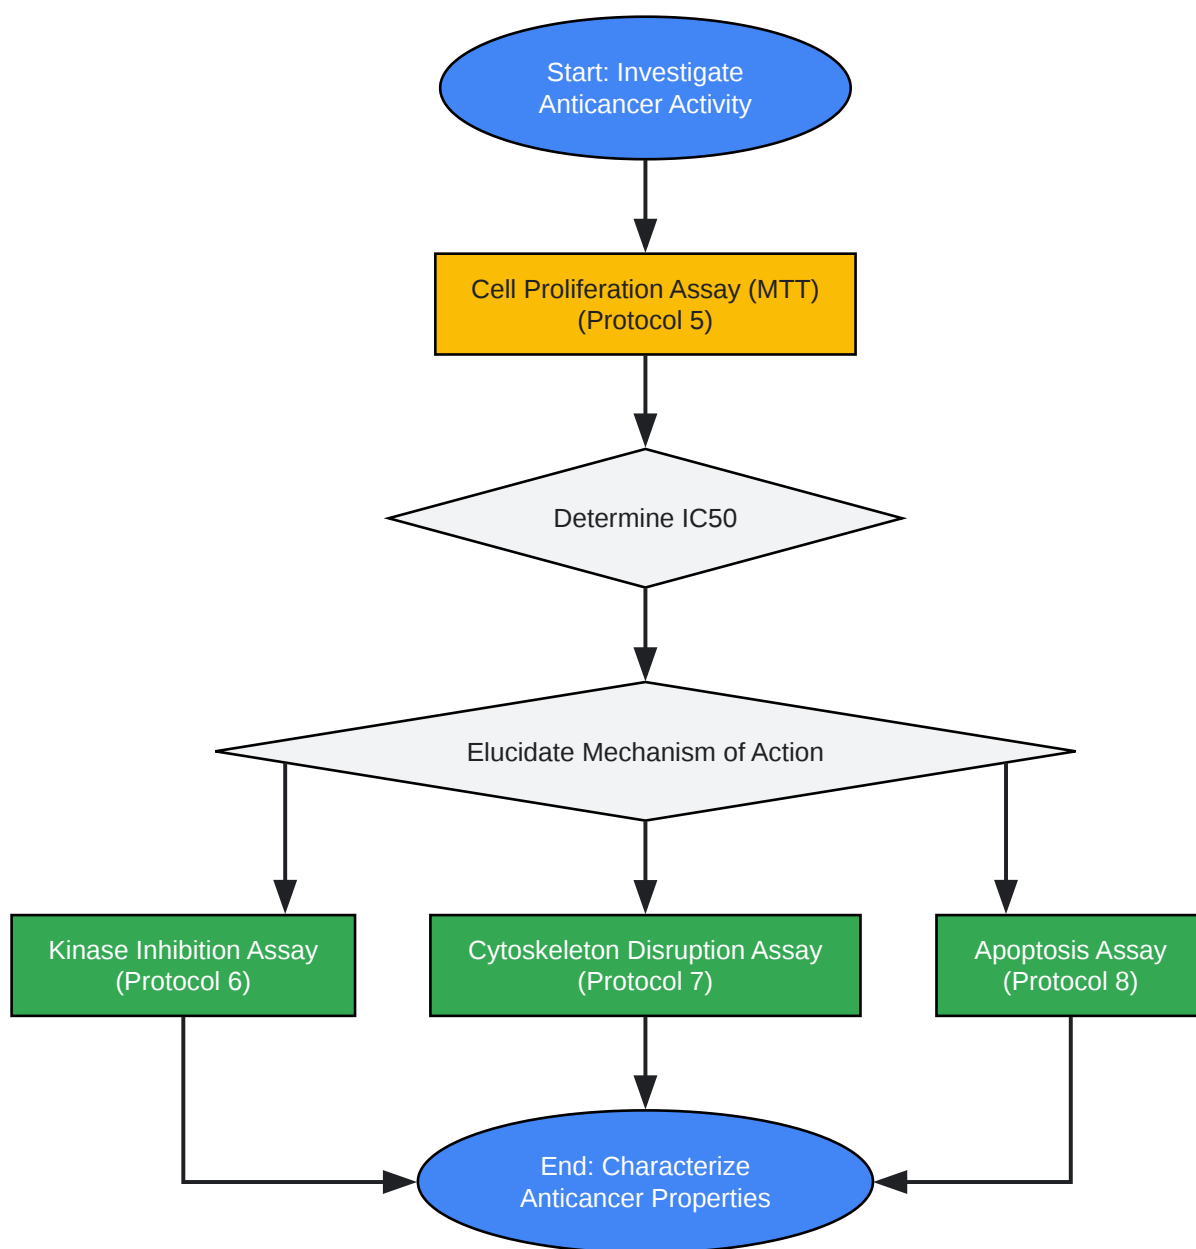 Start: Investigate
Anticancer Activity
Cell Proliferation Assay (MTT)
(Protocol 5)
Determine IC50
Elucidate Mechanism of Action
Kinase Inhibition Assay
(Protocol 6)
Cytoskeleton Disruption Assay
(Protocol 7)
Apoptosis Assay
(Protocol 8)
End: Characterize
Anticancer Properties